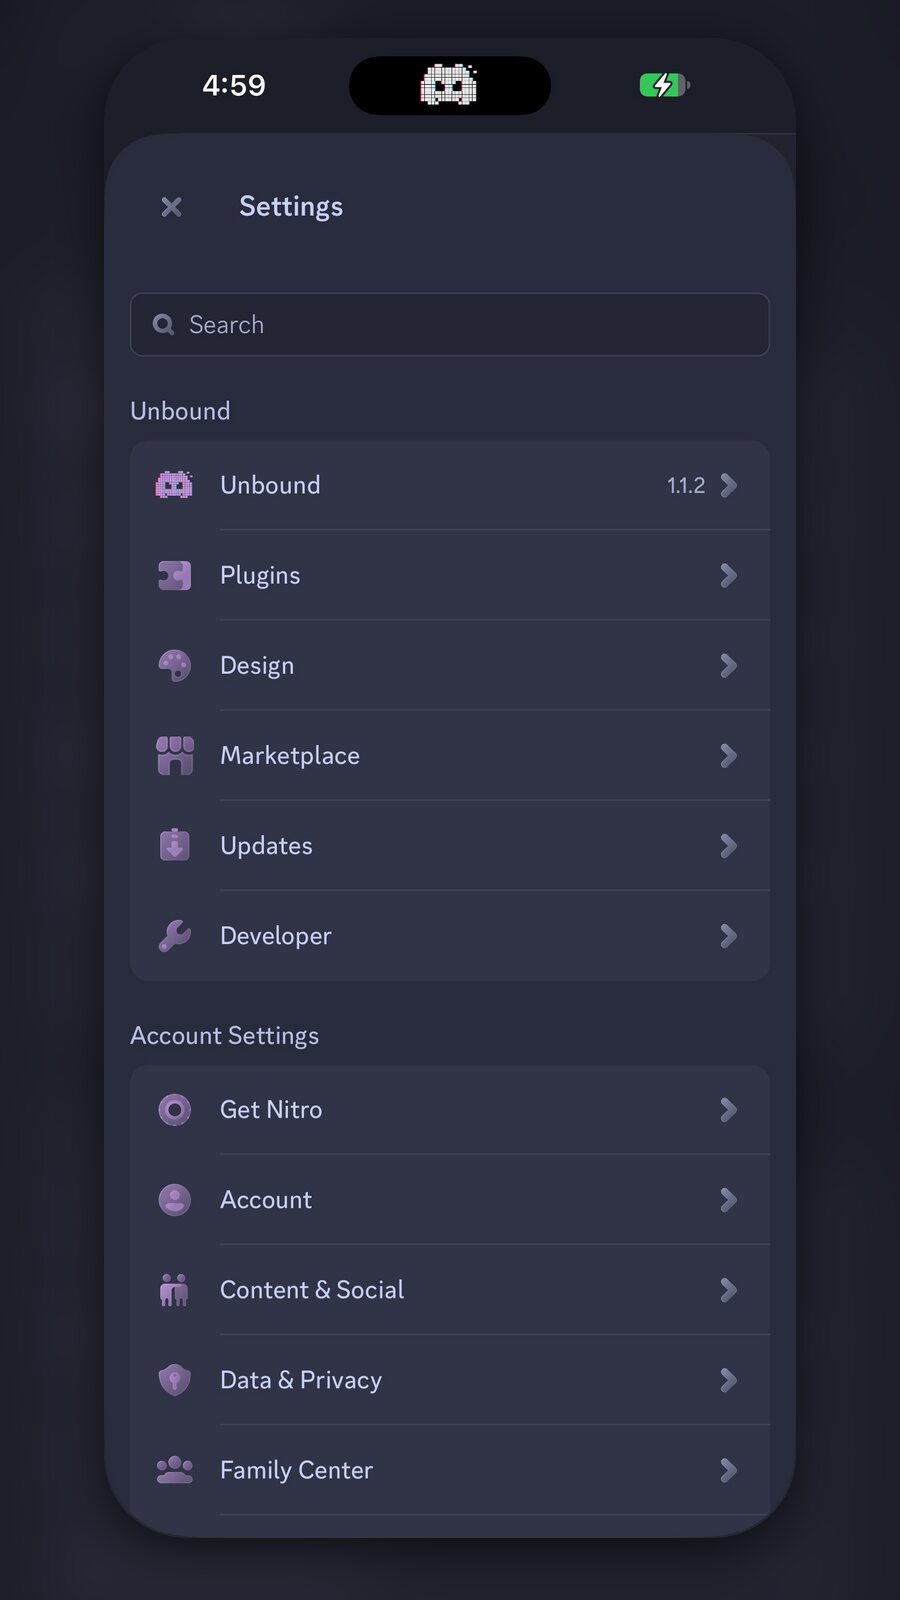 4:59
Settings
Search
Unbound
Unbound 1.1.2
Plugins
Design
Marketplace
Updates
Developer
Account Settings
Get Nitro
Account
Content & Social
Data & Privacy
Family Center